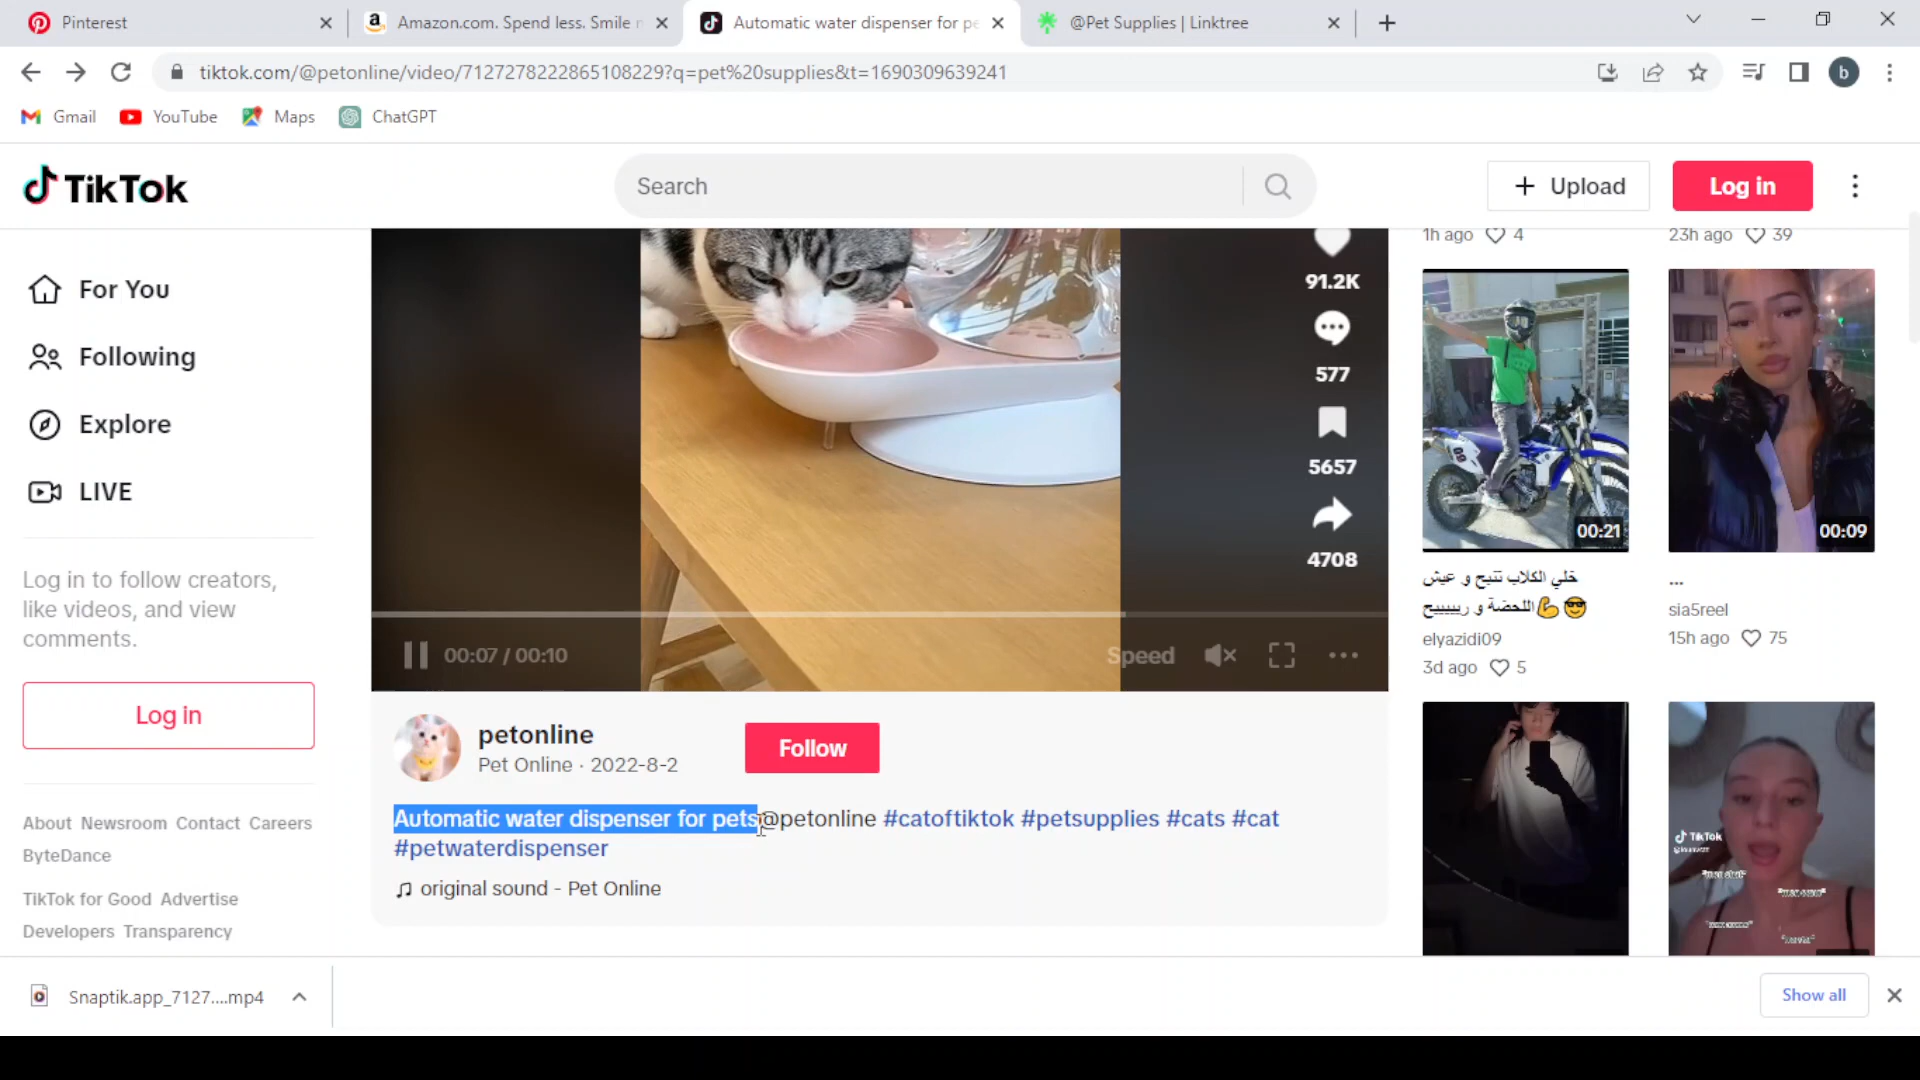 Pinterest
Amazon.com. Spend less. Smile
Automatic water dispenser for pe
@Pet Supplies | Linktree
tiktok.com/@petonline/video/7127278222865108229?q=pet%20supplies&t=1690309639241
b
Gmail
YouTube
Maps
ChatGPT
TikTok
Search
Upload
Log in
For You
Following
Explore
LIVE
Log in to follow creators,
like videos, and view
comments.
Log in
About Newsroom Contact Careers
ByteDance
TikTok for Good Advertise
Developers Transparency
91.2K
577
5657
4708
00:07 / 00:10
Speed
petonline
Pet Online · 2022-8-2
Follow
Automatic water dispenser for pets@petonline #catoftiktok #petsupplies #cats #cat
#petwaterdispenser
original sound - Pet Online
1h ago 4
23h ago 39
00:21
خلي الكلاب تنبح و عيش
اللحضة و ربيييييح
elyazidi09
3d ago 5
00:09
...
sia5reel
15h ago 75
TikTok
Snaptik.app_7127....mp4
Show all